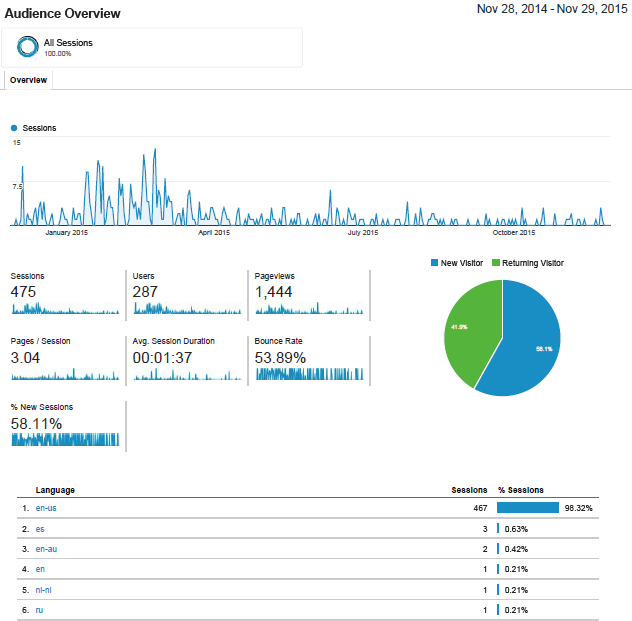 Audience Overview
Nov 28, 2014 - Nov 29, 2015
All Sessions
100.00%
Overview
Sessions
15
7.5
January 2015 April 2015 July 2015 October 2015
New Visitor Returning Visitor
Sessions Users Pageviews
475 287 1,444
Pages / Session Avg. Session Duration Bounce Rate
3.04 00:01:37 53.89%
% New Sessions
58.11%
41.9%
58.1%
Language Sessions % Sessions
1. en-us 467 98.32%
2. es 3 0.63%
3. en-au 2 0.42%
4. en 1 0.21%
5. nl-nl 1 0.21%
6. ru 1 0.21%